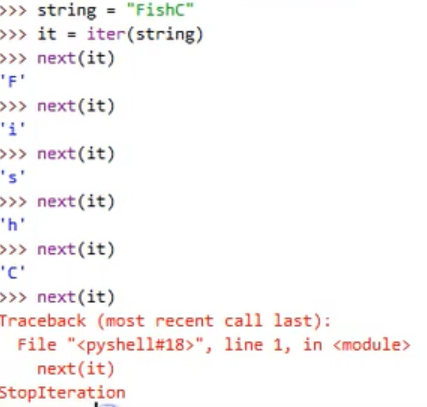 >>> string = "FishC"
>>> it = iter(string)
>>> next(it)
'F'
>>> next(it)
'i'
>>> next(it)
's'
>>> next(it)
'h'
>>> next(it)
'C'
>>> next(it)
Traceback (most recent call last):
  File "<pyshell#18>", line 1, in <module>
    next(it)
StopIteration